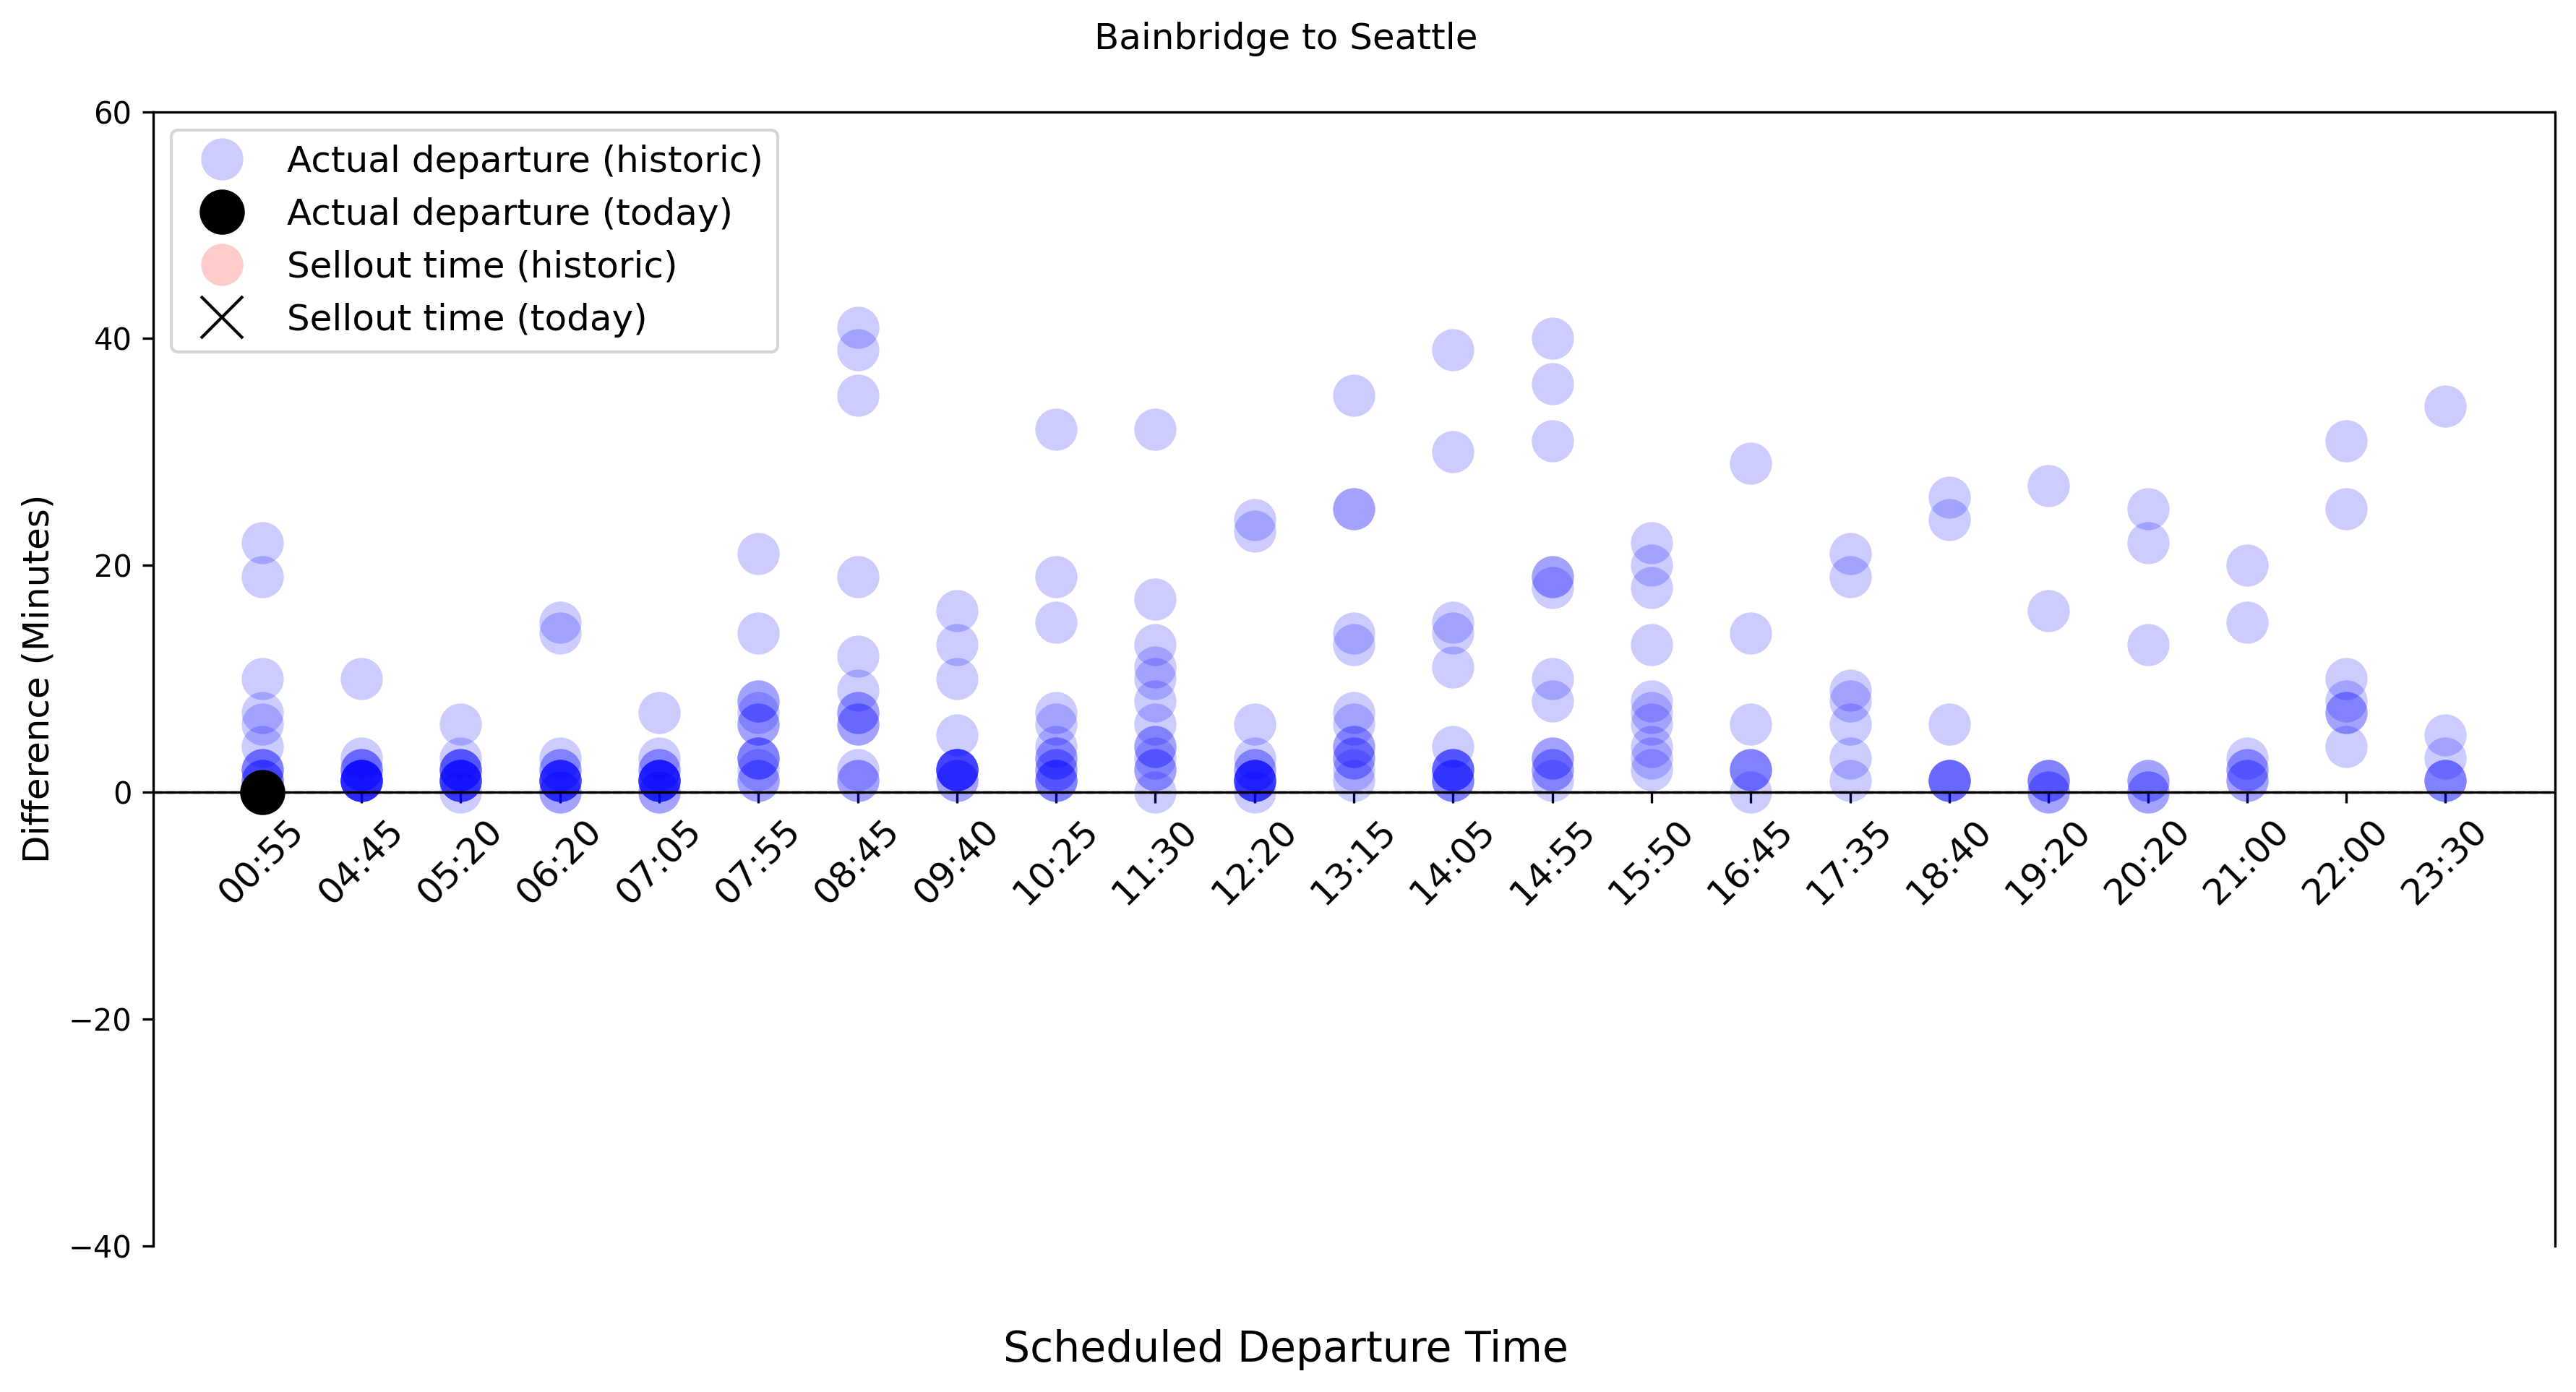 Bainbridge to Seattle
60
40
20
0
−20
−40
Difference (Minutes)
Actual departure (historic)
Actual departure (today)
Sellout time (historic)
Sellout time (today)
00:55 04:45 05:20 06:20 07:05 07:55 08:45 09:40 10:25 11:30 12:20 13:15 14:05 14:55 15:50 16:45 17:35 18:40 19:20 20:20 21:00 22:00 23:30
Scheduled Departure Time